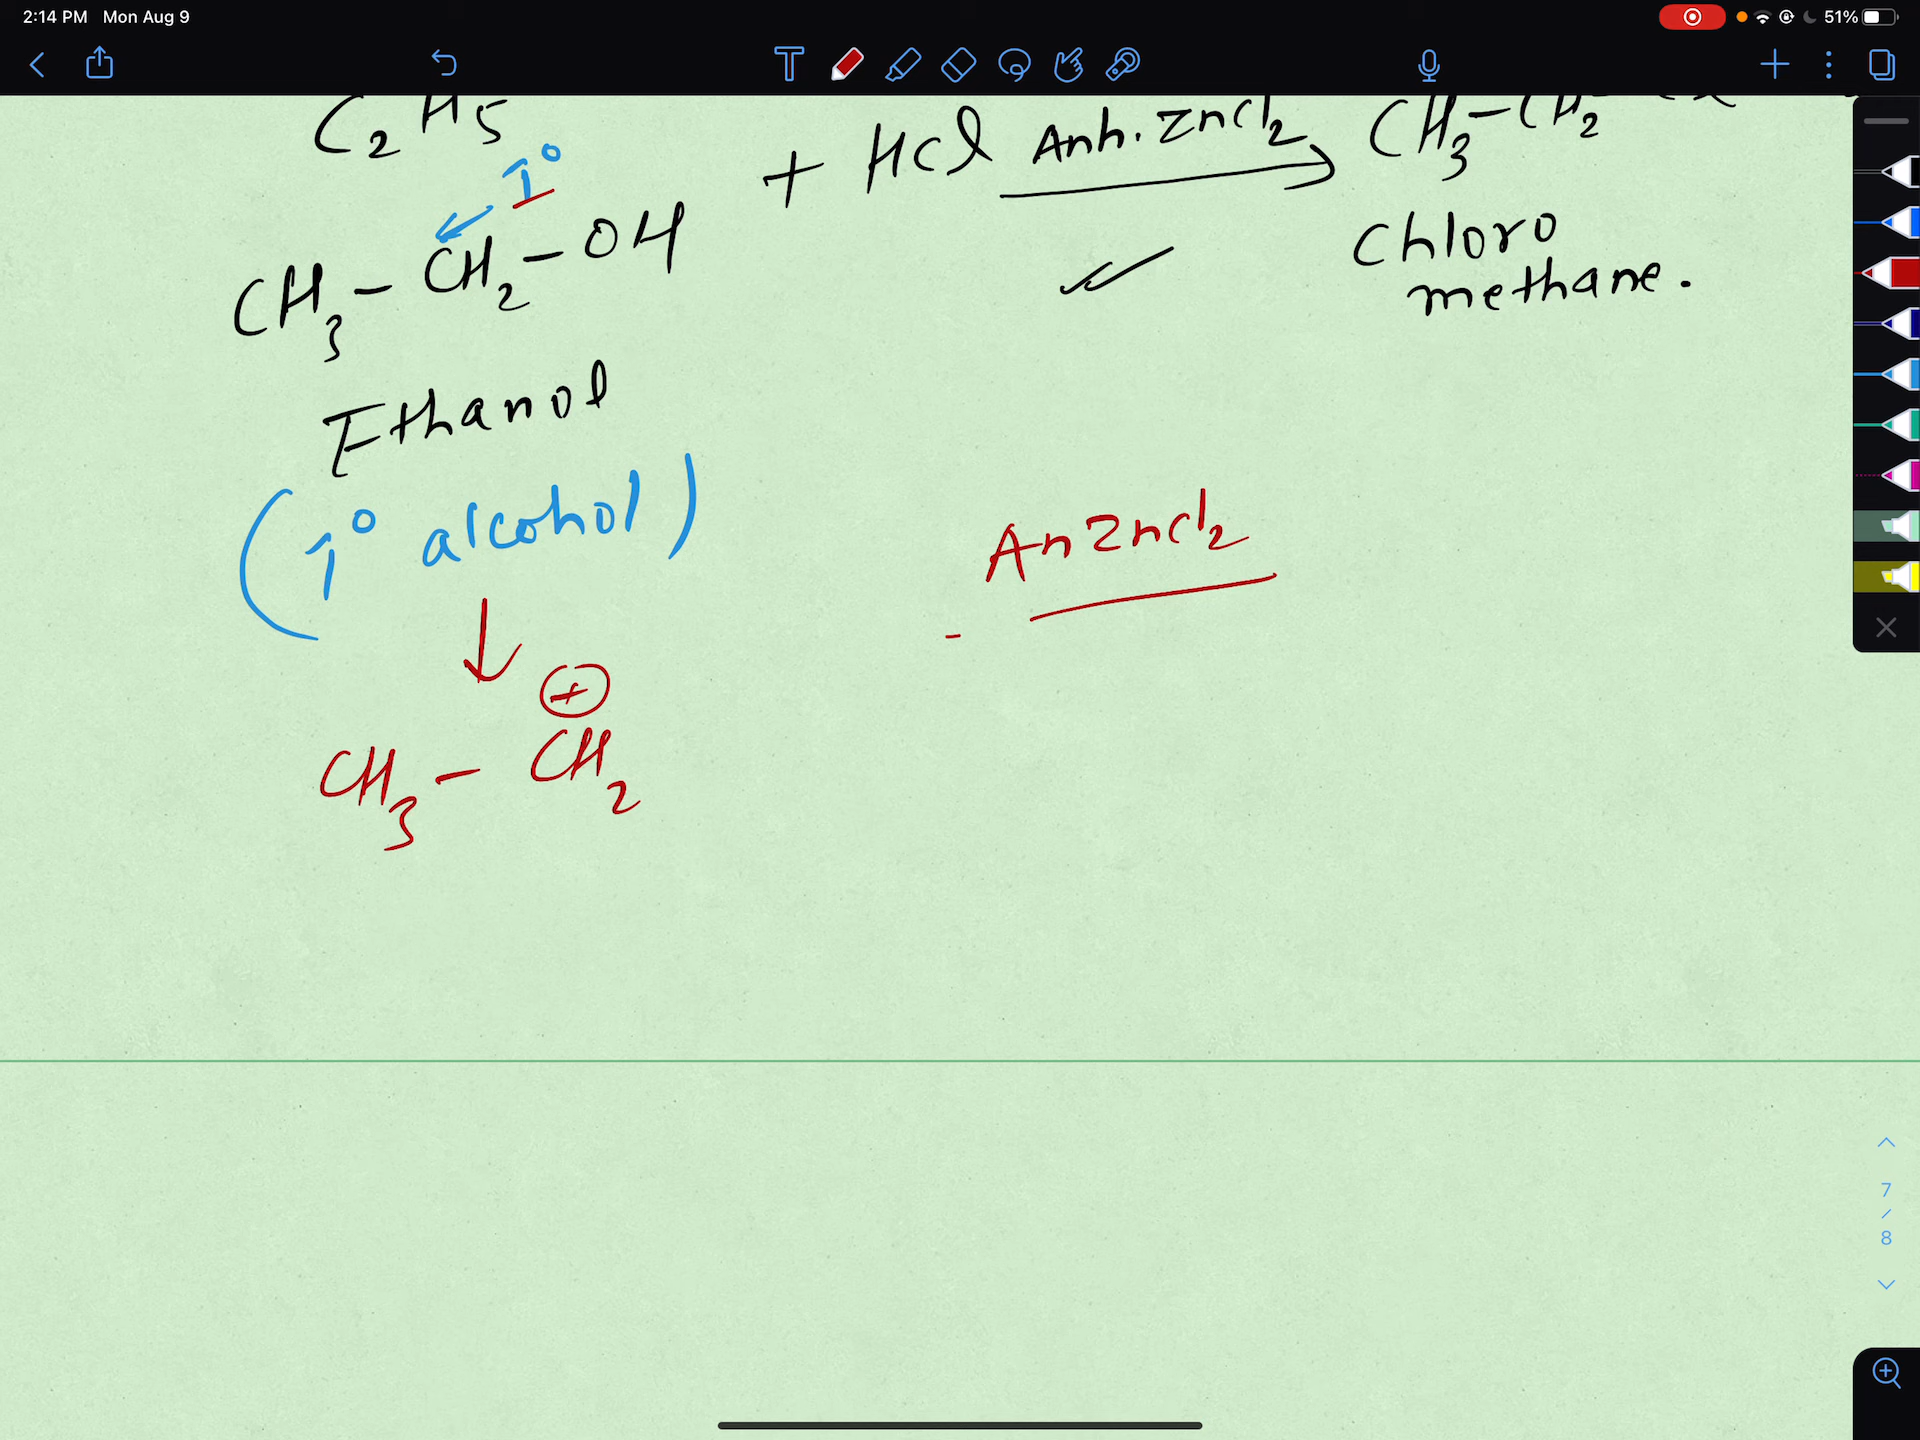 2:14 PM Mon Aug 9
51%
C2H5
1°
+ HCl Anh. ZnCl2
CH3-CH2
CH3-CH2-OH
Chloro
methane.
Ethanol
(1° alcohol)
An ZnCl2
+
CH3-CH2
7
/
8